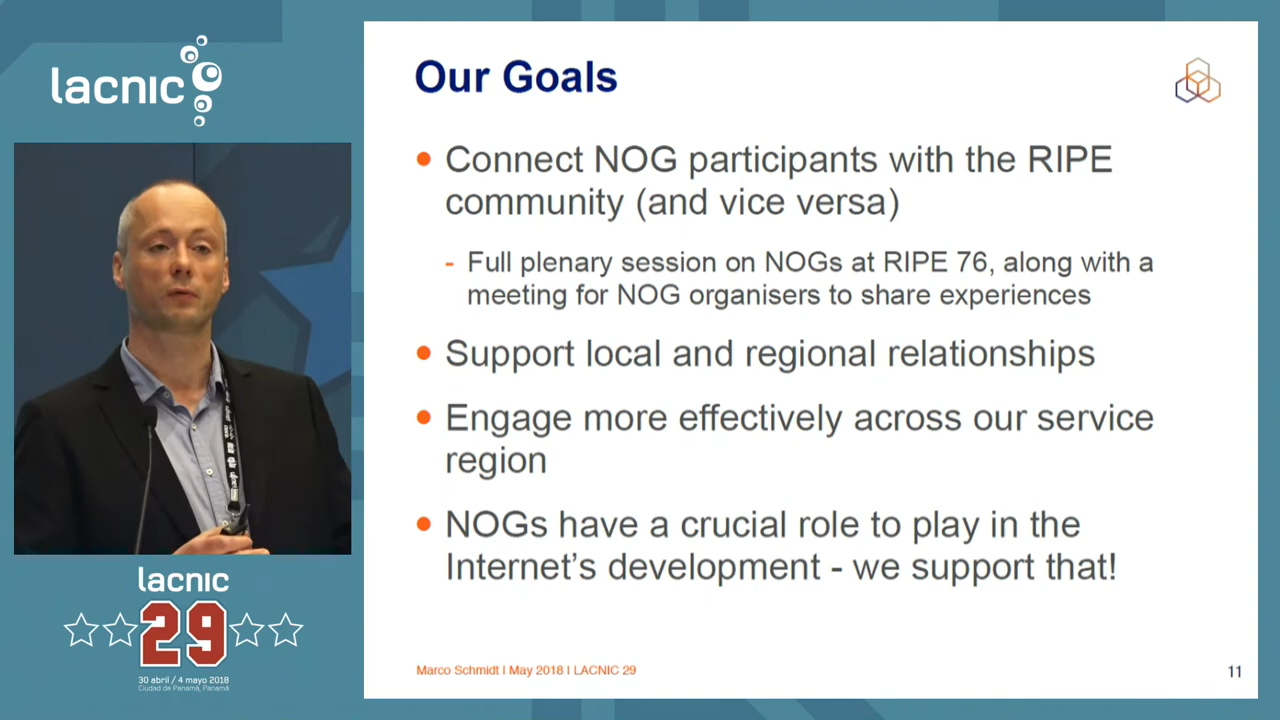 lacnic
Our Goals
Connect NOG participants with the RIPE
community (and vice versa)
- Full plenary session on NOGs at RIPE 76, along with a
meeting for NOG organisers to share experiences
Support local and regional relationships
Engage more effectively across our service
region
NOGs have a crucial role to play in the
Internet's development - we support that!
Marco Schmidt I May 2018 I LACNIC 29
11
lacnic
29
30 abril / 4 mayo 2018
Ciudad de Panamá, Panamá